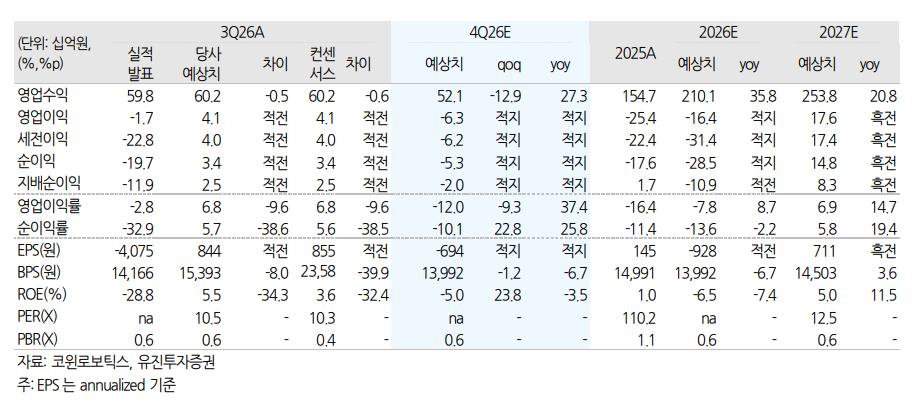 (단위: 십억원,
(%,%p) 3Q26A 4Q26E 2025A 2026E 2027E
실적발표 당사예상치 차이 컨센서스 차이 예상치 qoq yoy 예상치 yoy 예상치 yoy
영업수익 59.8 60.2 -0.5 60.2 -0.6 52.1 -12.9 27.3 154.7 210.1 35.8 253.8 20.8
영업이익 -1.7 4.1 적전 4.1 적전 -6.3 적지 적지 -25.4 -16.4 적지 17.6 흑전
세전이익 -22.8 4.0 적전 4.0 적전 -6.2 적지 적지 -22.4 -31.4 적지 17.4 흑전
순이익 -19.7 3.4 적전 3.4 적전 -5.3 적지 적지 -17.6 -28.5 적지 14.8 흑전
지배순이익 -11.9 2.5 적전 2.5 적전 -2.0 적지 적지 1.7 -10.9 적전 8.3 흑전
영업이익률 -2.8 6.8 -9.6 6.8 -9.6 -12.0 -9.3 37.4 -16.4 -7.8 8.7 6.9 14.7
순이익률 -32.9 5.7 -38.6 5.6 -38.5 -10.1 22.8 25.8 -11.4 -13.6 -2.2 5.8 19.4
EPS(원) -4,075 844 적전 855 적전 -694 적지 적지 145 -928 적전 711 흑전
BPS(원) 14,166 15,393 -8.0 23,58 -39.9 13,992 -1.2 -6.7 14,991 13,992 -6.7 14,503 3.6
ROE(%) -28.8 5.5 -34.3 3.6 -32.4 -5.0 23.8 -3.5 1.0 -6.5 -7.4 5.0 11.5
PER(X) na 10.5 - 10.3 - na - - 110.2 na - 12.5 -
PBR(X) 0.6 0.6 - 0.4 - 0.6 - - 1.1 0.6 - 0.6 -
자료: 코윈로보틱스, 유진투자증권
주: EPS 는 annualized 기준